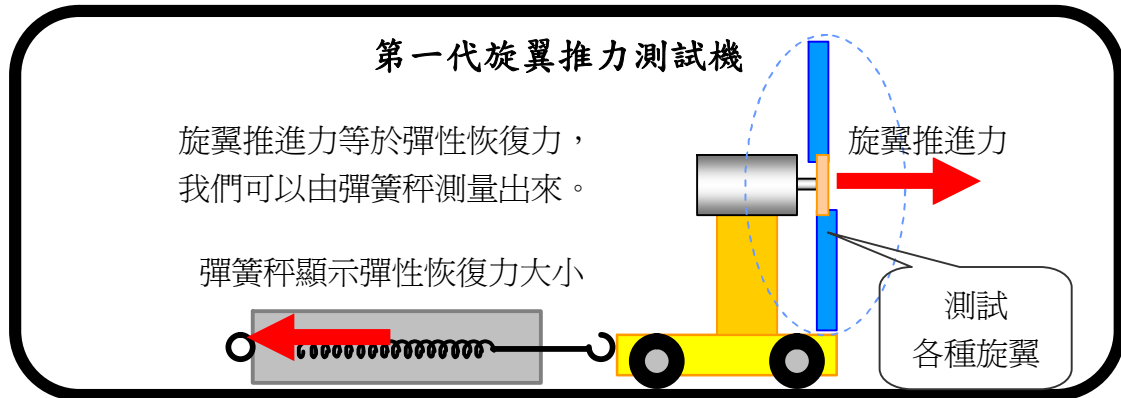 第一代旋翼推力測試機
旋翼推進力等於彈性恢復力，
我們可以由彈簧秤測量出來。
旋翼推進力
彈簧秤顯示彈性恢復力大小
測試
各種旋翼